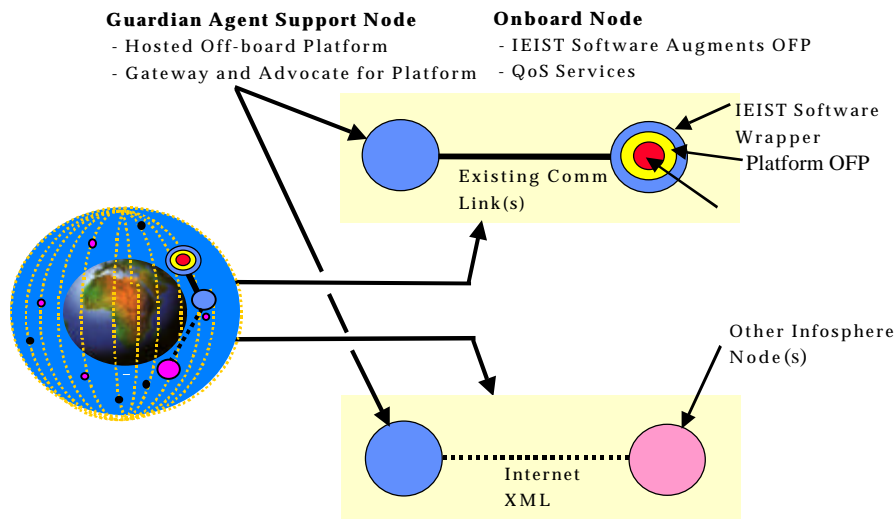 Guardian Agent Support Node
- Hosted Off-board Platform
- Gateway and Advocate for Platform
Onboard Node
- IEIST Software Augments OFP
- QoS Services
IEIST Software
Wrapper
Platform OFP
Existing Comm
Link(s)
Other Infosphere
Node(s)
Internet
XML